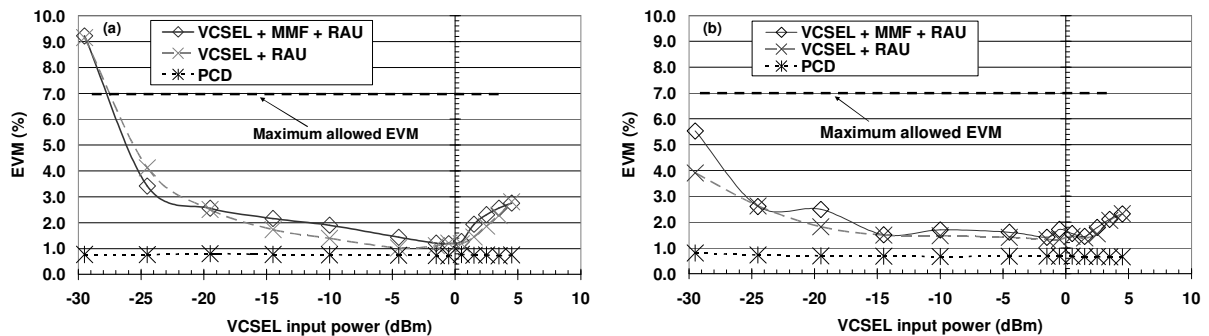 (a)
VCSEL + MMF + RAU
VCSEL + RAU
PCD
Maximum allowed EVM
EVM (%)
10.0
9.0
8.0
7.0
6.0
5.0
4.0
3.0
2.0
1.0
0.0
-30 -25 -20 -15 -10 -5 0 5 10
VCSEL input power (dBm)
(b)
VCSEL + MMF + RAU
VCSEL + RAU
PCD
Maximum allowed EVM
EVM (%)
10.0
9.0
8.0
7.0
6.0
5.0
4.0
3.0
2.0
1.0
0.0
-30 -25 -20 -15 -10 -5 0 5 10
VCSEL input power (dBm)